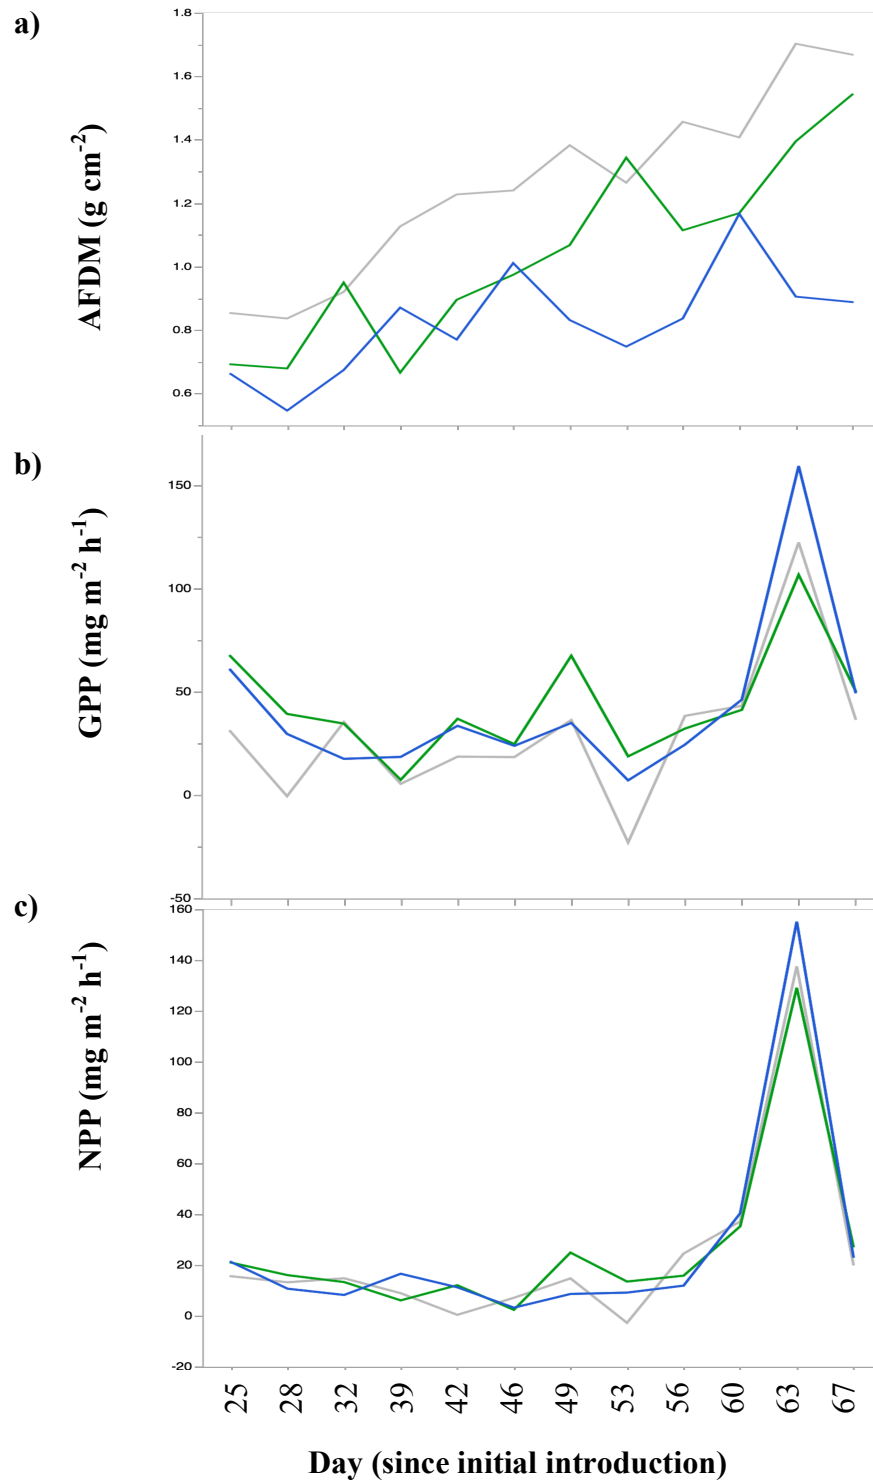 a)
AFDM (g cm-2)
1.8
1.6
1.4
1.2
1.0
0.8
0.6
b)
GPP (mg m-2 h-1)
150
100
50
0
-50
c)
NPP (mg m-2 h-1)
160
140
120
100
80
60
40
20
0
-20
25 28 32 39 42 46 49 53 56 60 63 67
Day (since initial introduction)